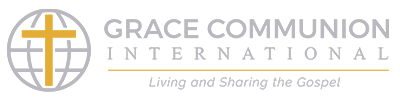 GRACE COMMUNION
INTERNATIONAL
Living and Sharing the Gospel